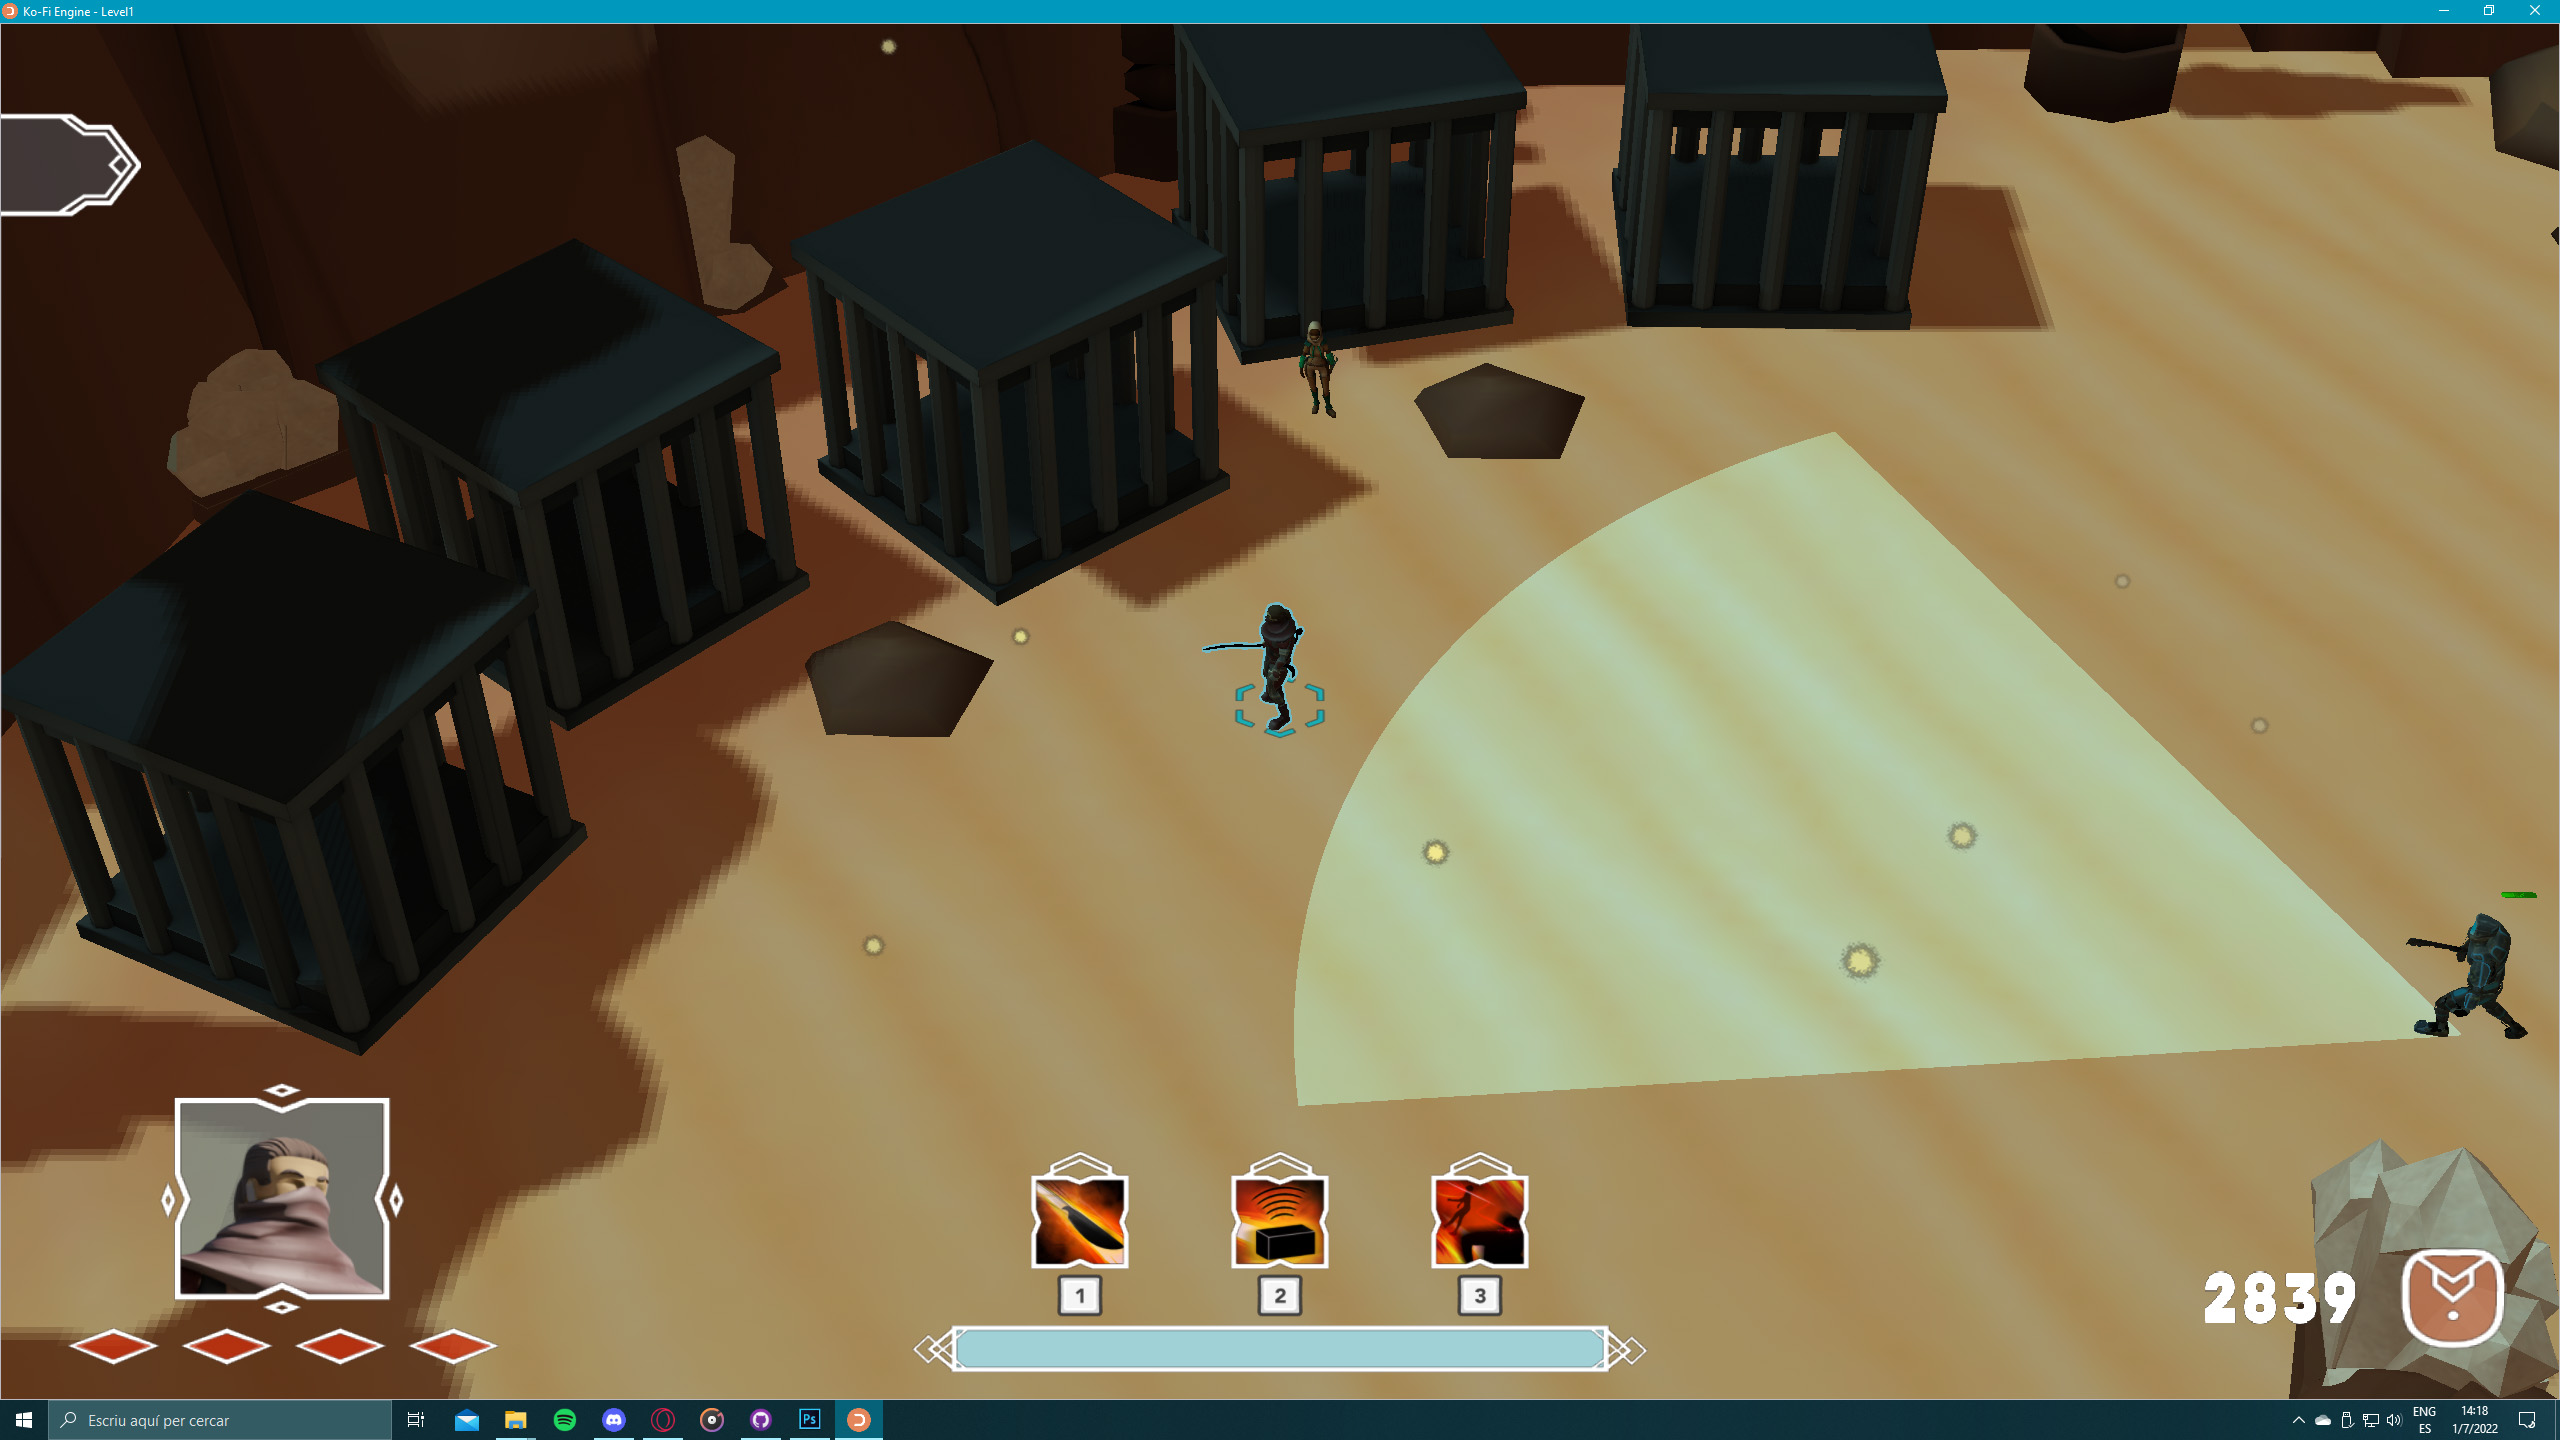 Ko-Fi Engine - Level1
1
2
3
2839
Escriu aquí per cercar
Ps
ENG
ES
14:18
1/7/2022